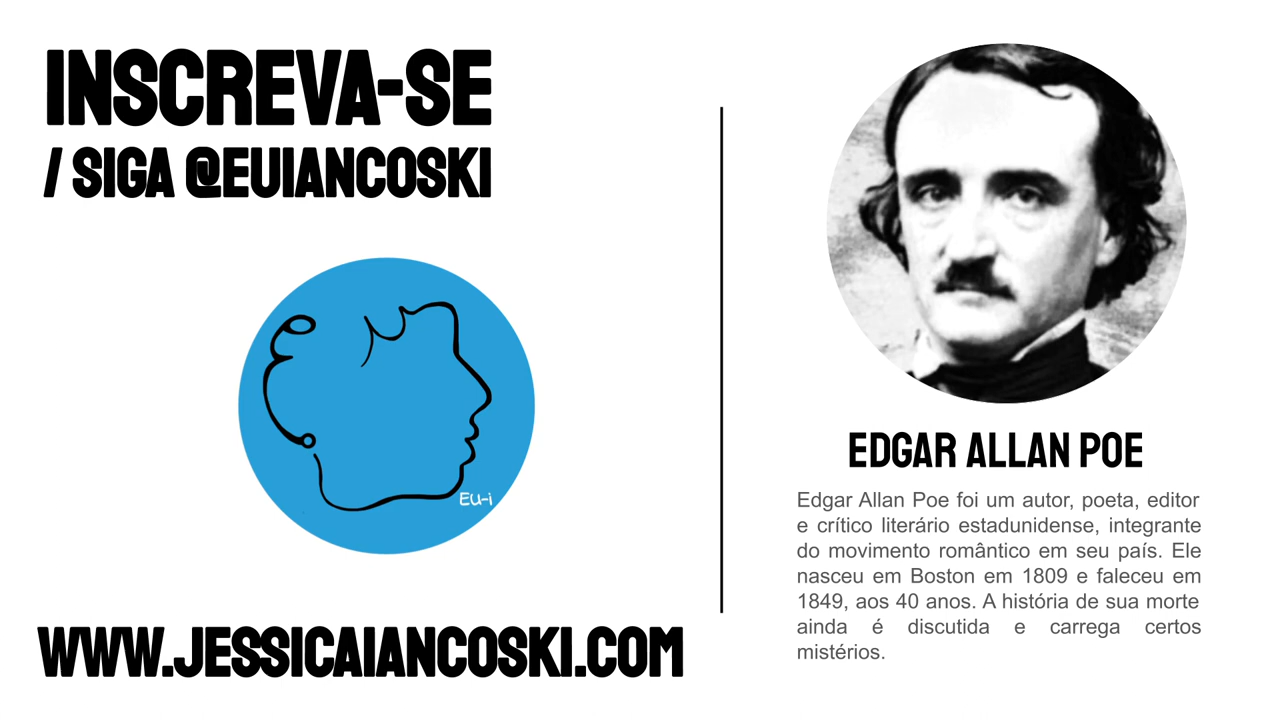 INSCREVA-SE
/ SIGA @EUIANCOSKI
EU-i
WWW.JESSICAIANCOSKI.COM
EDGAR ALLAN POE
Edgar Allan Poe foi um autor, poeta, editor
e crítico literário estadunidense, integrante
do movimento romântico em seu país. Ele
nasceu em Boston em 1809 e faleceu em
1849, aos 40 anos. A história de sua morte
ainda é discutida e carrega certos
mistérios.